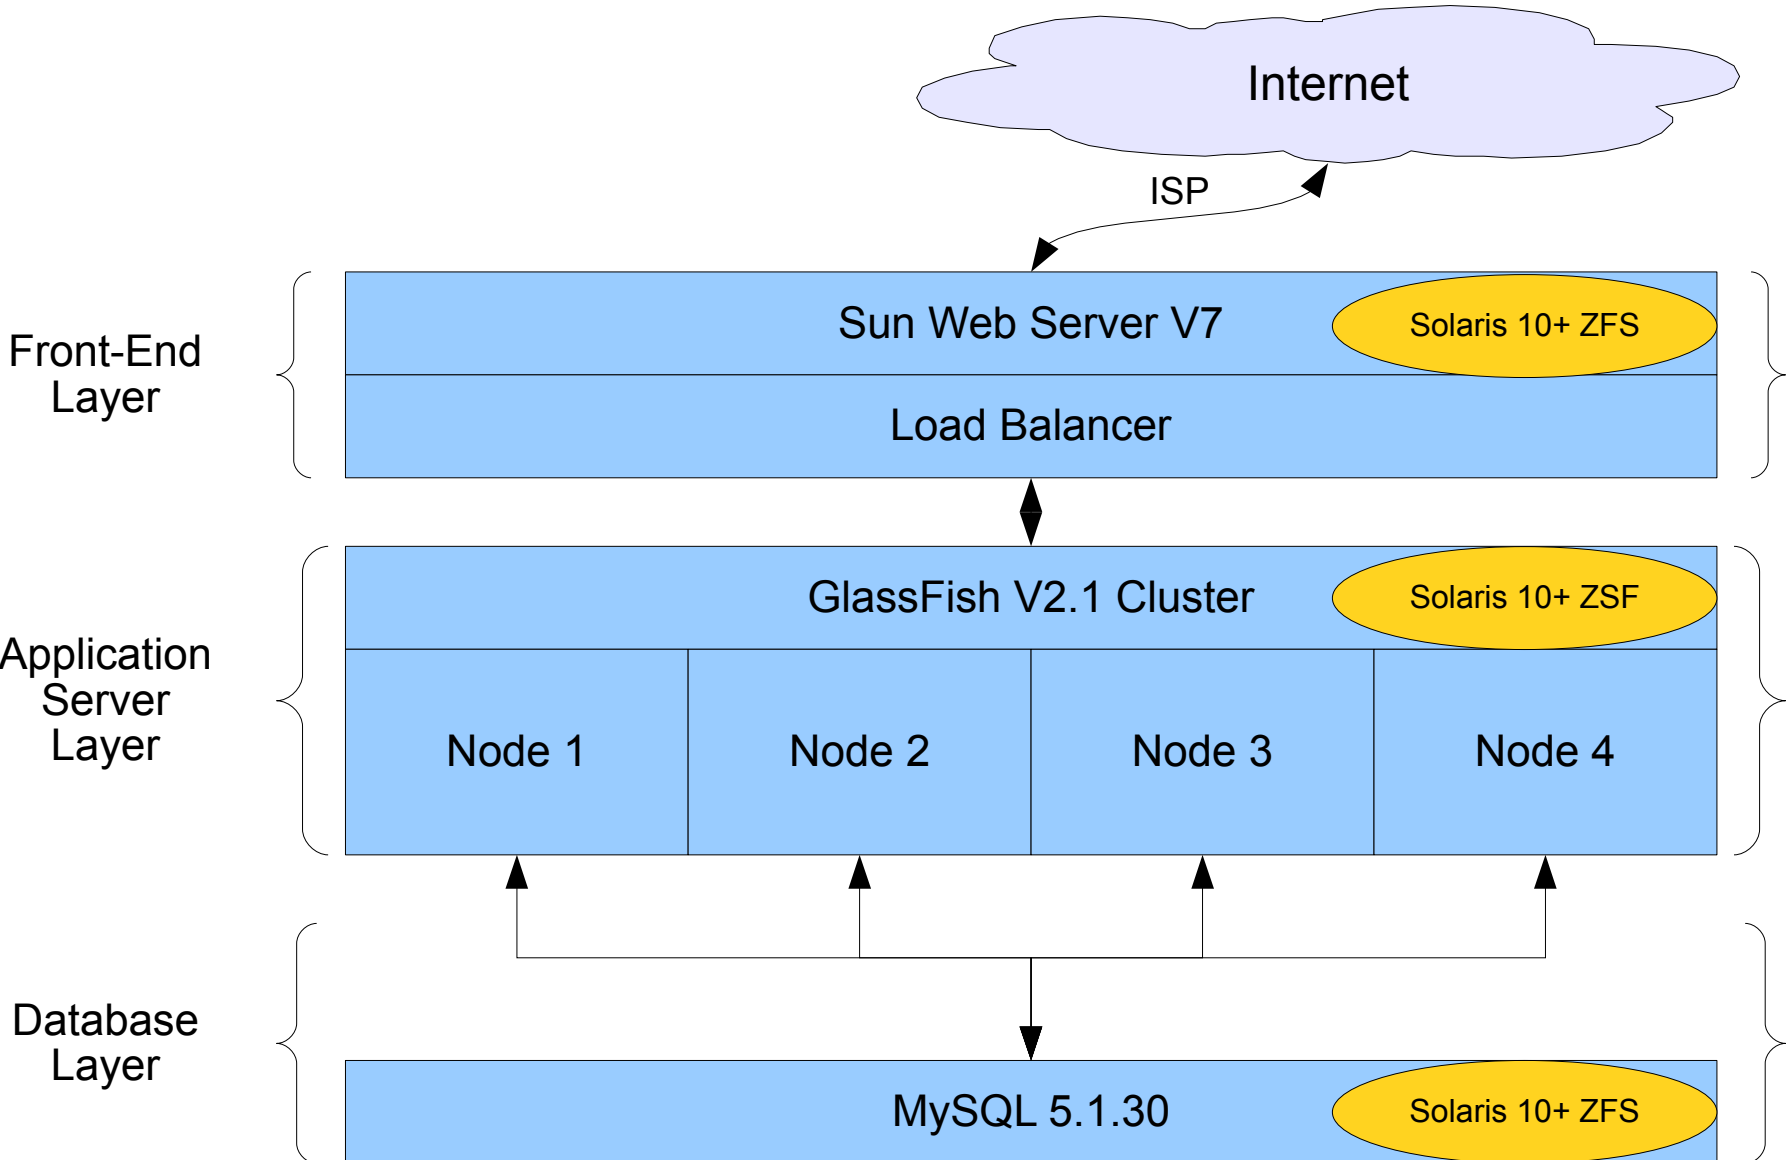 Internet
ISP
Front-End
Layer
Sun Web Server V7
Solaris 10+ ZFS
Load Balancer
Application
Server
Layer
GlassFish V2.1 Cluster
Solaris 10+ ZSF
Node 1
Node 2
Node 3
Node 4
Database
Layer
MySQL 5.1.30
Solaris 10+ ZFS